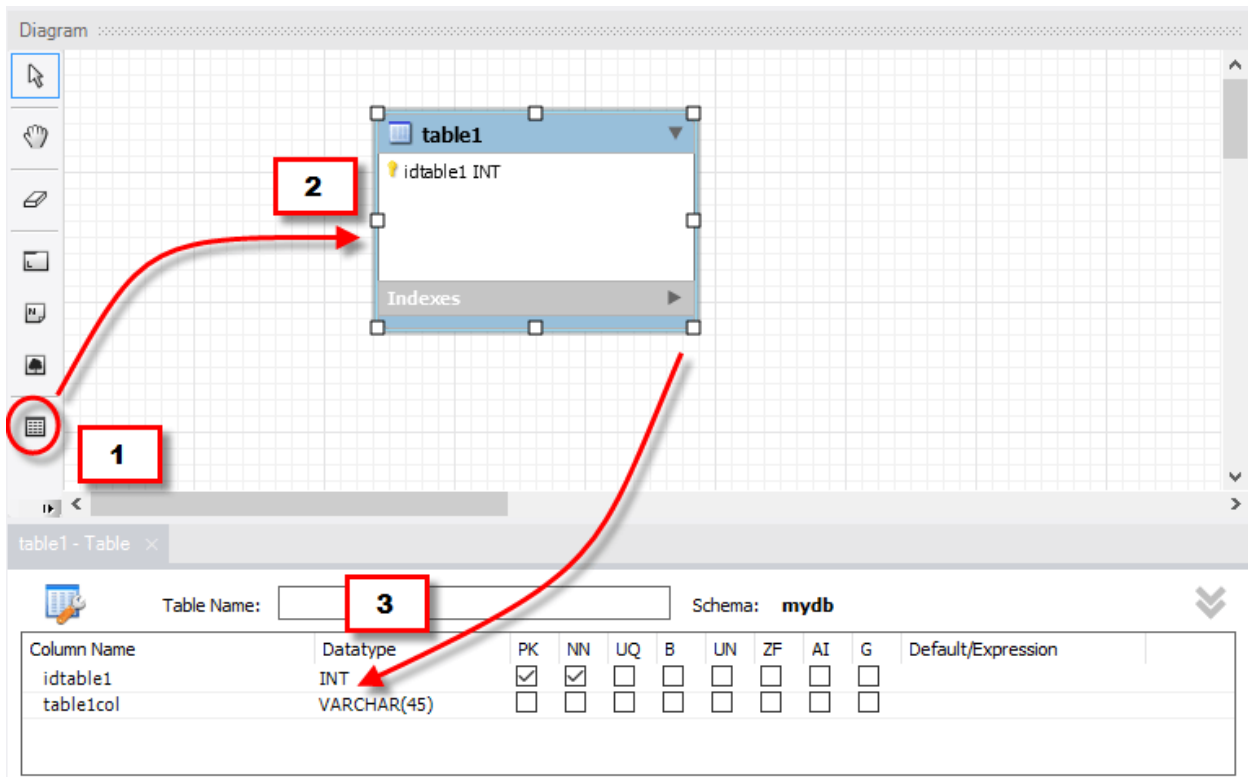 Diagram
table1
idtable1 INT
2
Indexes
1
table1 - Table
Table Name: 3 Schema: mydb
Column Name Datatype PK NN UQ B UN ZF AI G Default/Expression
idtable1 INT
table1col VARCHAR(45)